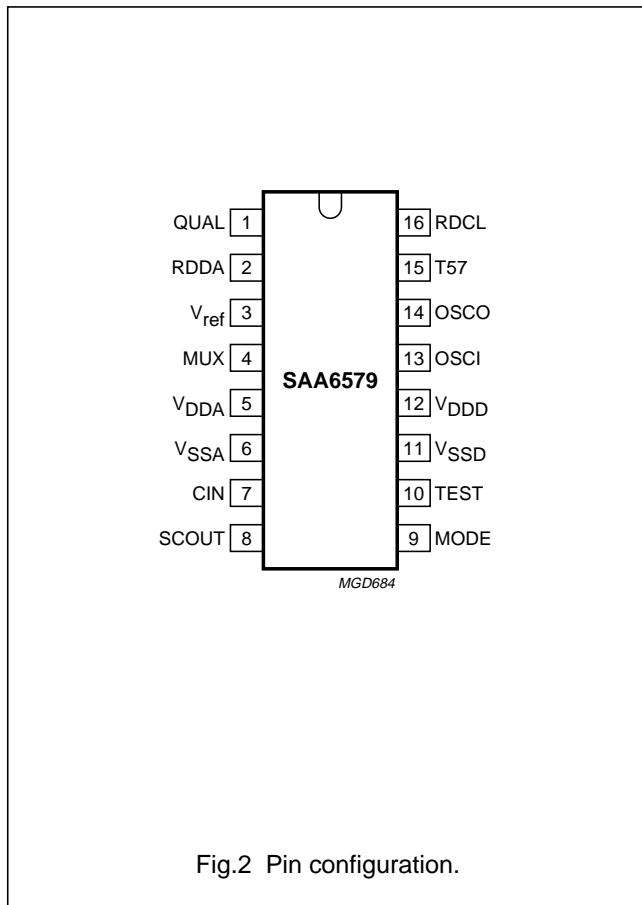 QUAL 1 16 RDCL
RDDA 2 15 T57
Vref 3 14 OSCO
MUX 4 13 OSCI
SAA6579
VDDA 5 12 VDDD
VSSA 6 11 VSSD
CIN 7 10 TEST
SCOUT 8 9 MODE
MGD684
Fig.2 Pin configuration.